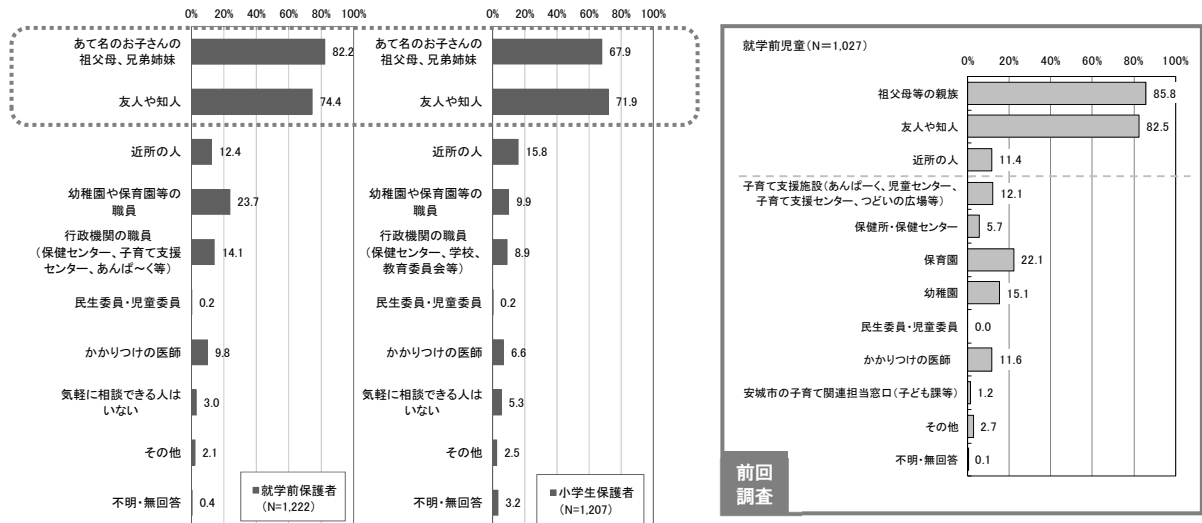 0% 20% 40% 60% 80% 100%
あて名のお子さんの
祖父母、兄弟姉妹
82.2
友人や知人
74.4
近所の人
12.4
幼稚園や保育園等の
職員
23.7
行政機関の職員
(保健センター、子育て支援
センター、あんぱ～く等)
14.1
民生委員・児童委員
0.2
かかりつけの医師
9.8
気軽に相談できる人は
いない
3.0
その他
2.1
不明・無回答
0.4
■就学前保護者
(N=1,222)
0% 20% 40% 60% 80% 100%
あて名のお子さんの
祖父母、兄弟姉妹
67.9
友人や知人
71.9
近所の人
15.8
幼稚園や保育園等の
職員
9.9
行政機関の職員
(保健センター、学校、
教育委員会等)
8.9
民生委員・児童委員
0.2
かかりつけの医師
6.6
気軽に相談できる人は
いない
5.3
その他
2.5
不明・無回答
3.2
■小学生保護者
(N=1,207)
就学前児童(N=1,027)
0% 20% 40% 60% 80% 100%
祖父母等の親族
85.8
友人や知人
82.5
近所の人
11.4
子育て支援施設(あんぱーく、児童センター、
子育て支援センター、つどいの広場等)
12.1
保健所・保健センター
5.7
保育園
22.1
幼稚園
15.1
民生委員・児童委員
0.0
かかりつけの医師
11.6
安城市の子育て関連担当窓口(子ども課等)
1.2
その他
2.7
不明・無回答
0.1
前回
調査